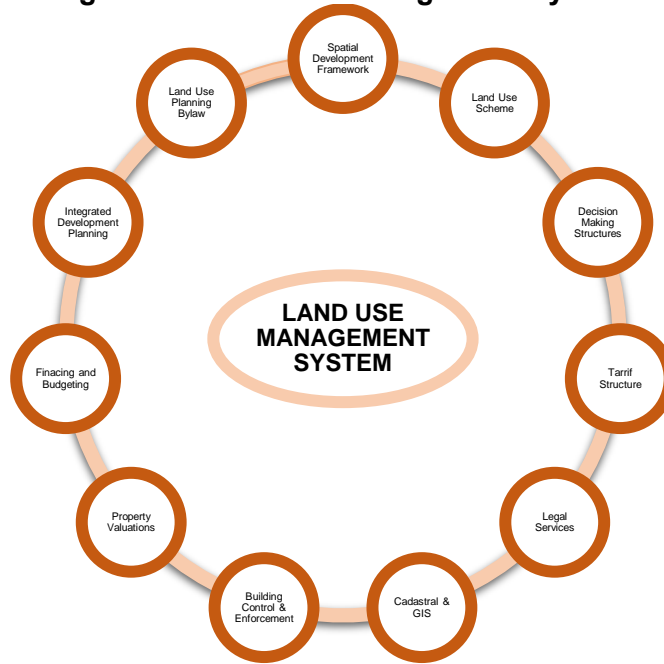 Spatial
Development
Framework
Land Use
Scheme
Decision
Making
Structures
Tarrif
Structure
Legal
Services
Cadastral &
GIS
Building
Control &
Enforcement
Property
Valuations
Finacing and
Budgeting
Integrated
Development
Planning
Land Use
Planning
Bylaw
LAND USE
MANAGEMENT
SYSTEM